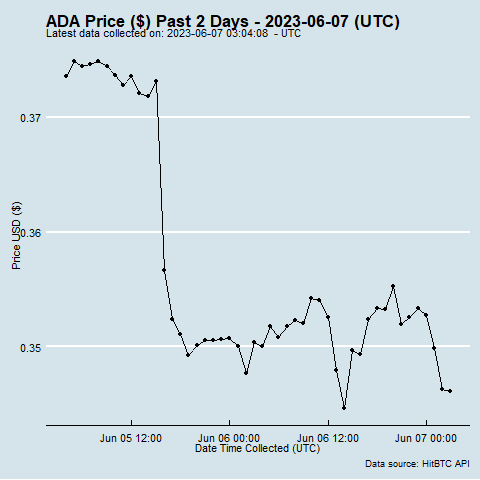 ADA Price ($) Past 2 Days - 2023-06-07 (UTC)
Latest data collected on: 2023-06-07 03:04:08  - UTC
0.37
0.36
0.35
Price USD ($)
Jun 05 12:00
Jun 06 00:00
Jun 06 12:00
Jun 07 00:00
Date Time Collected (UTC)
Data source: HitBTC API